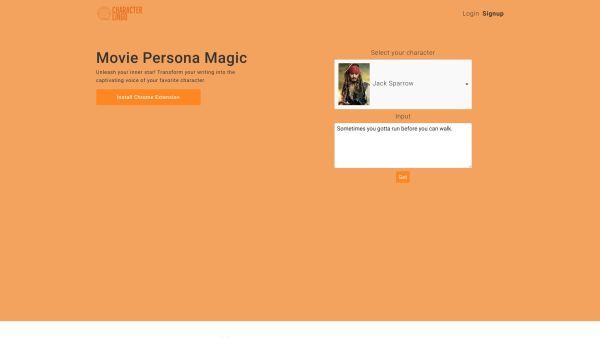 CHARACTER
LINGO
Login Signup
Movie Persona Magic
Unleash your inner star! Transform your writing into the
captivating voice of your favorite character.
Install Chrome Extension
Select your character
Jack Sparrow
Input
Sometimes you gotta run before you can walk.
Get